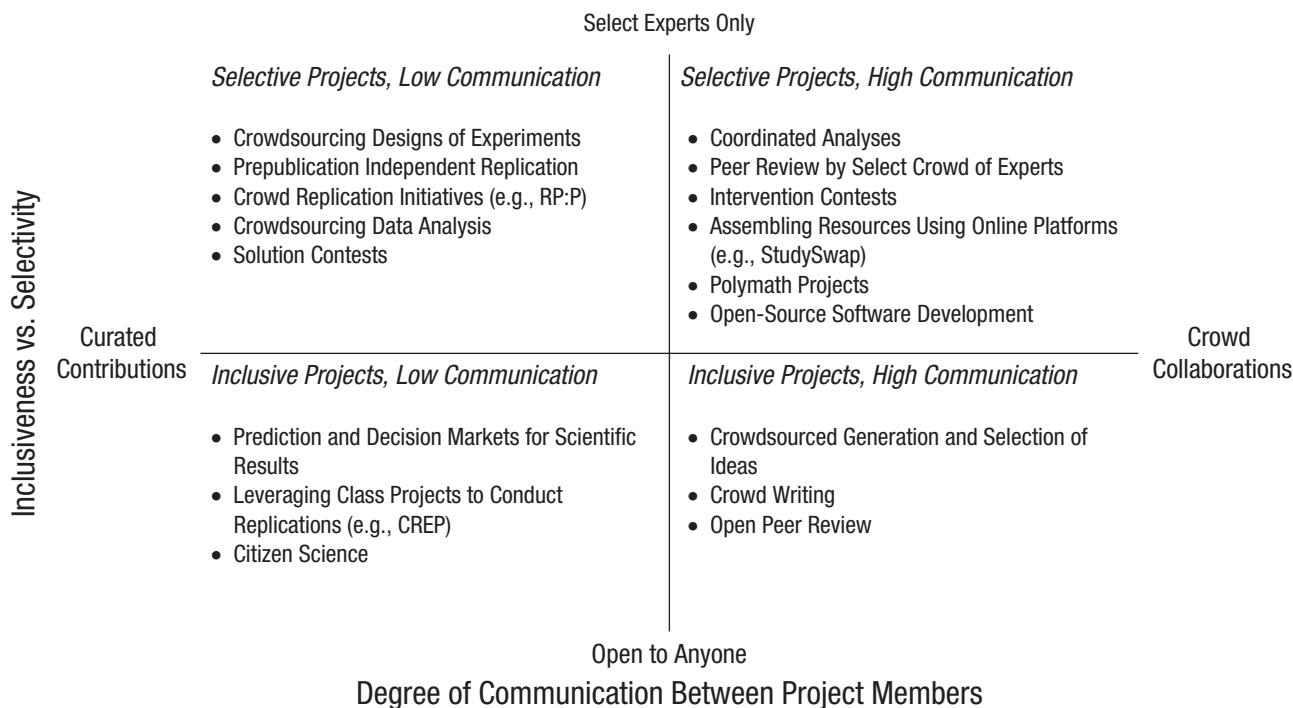 Select Experts Only
Selective Projects, Low Communication
• Crowdsourcing Designs of Experiments
• Prepublication Independent Replication
• Crowd Replication Initiatives (e.g., RP:P)
• Crowdsourcing Data Analysis
• Solution Contests
Selective Projects, High Communication
• Coordinated Analyses
• Peer Review by Select Crowd of Experts
• Intervention Contests
• Assembling Resources Using Online Platforms
(e.g., StudySwap)
• Polymath Projects
• Open-Source Software Development
Inclusiveness vs. Selectivity
Curated
Contributions
Crowd
Collaborations
Inclusive Projects, Low Communication
• Prediction and Decision Markets for Scientific
Results
• Leveraging Class Projects to Conduct
Replications (e.g., CREP)
• Citizen Science
Inclusive Projects, High Communication
• Crowdsourced Generation and Selection of
Ideas
• Crowd Writing
• Open Peer Review
Open to Anyone
Degree of Communication Between Project Members